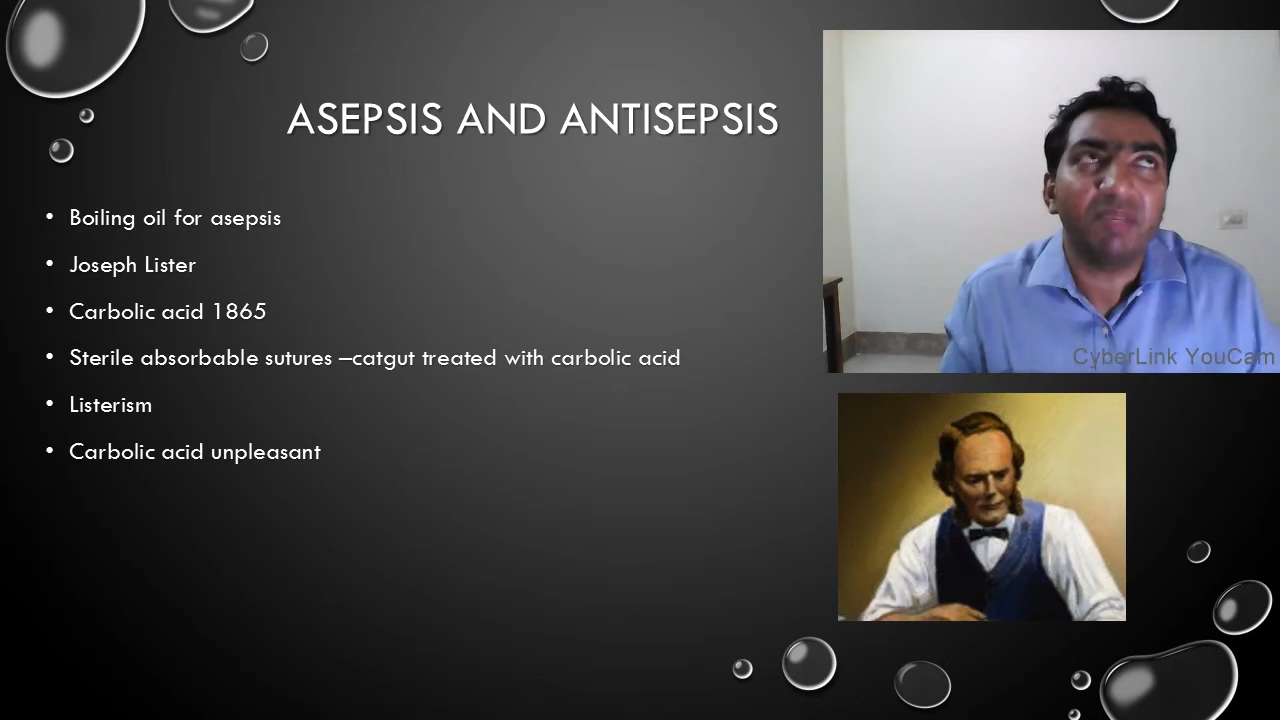 ASEPSIS AND ANTISEPSIS
• Boiling oil for asepsis
• Joseph Lister
• Carbolic acid 1865
• Sterile absorbable sutures –catgut treated with carbolic acid
• Listerism
• Carbolic acid unpleasant
CyberLink YouCam